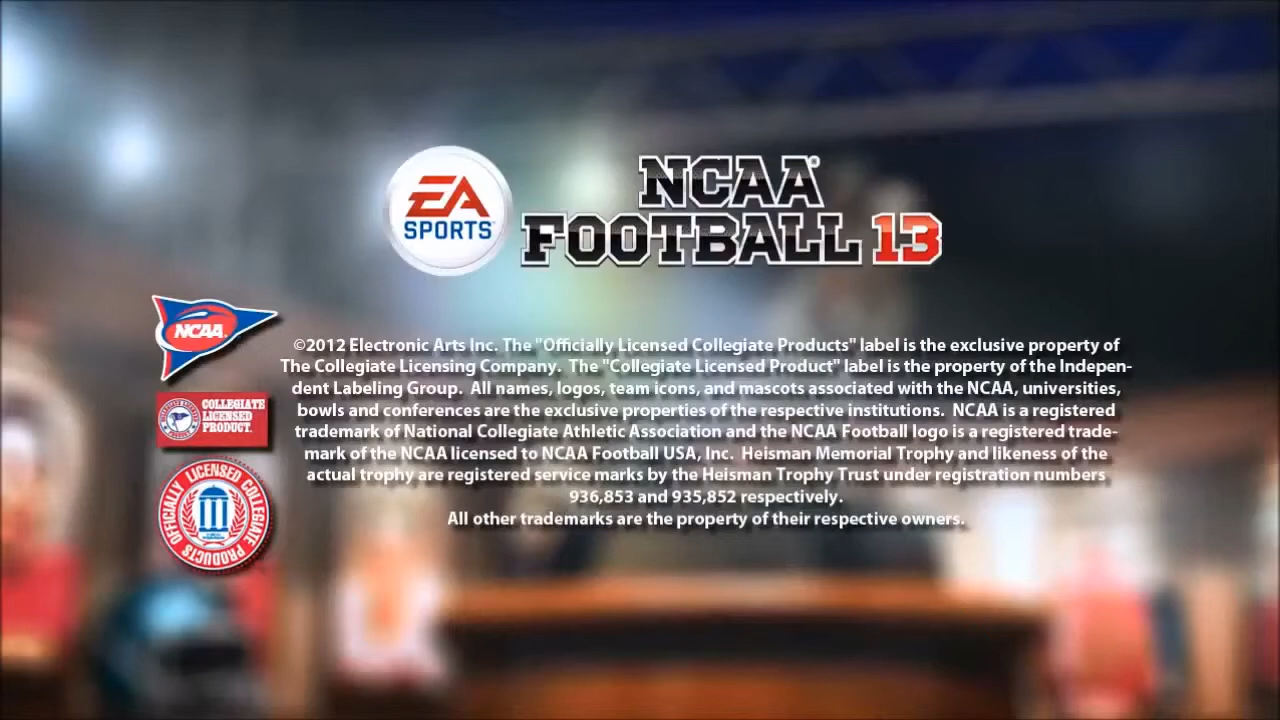 EA
SPORTS
NCAA
FOOTBALL 13
NCAA
COLLEGIATE
LICENSED
PRODUCT.
OFFICIALLY LICENSED COLLEGIATE PRODUCTS
©2012 Electronic Arts Inc. The "Officially Licensed Collegiate Products" label is the exclusive property of
The Collegiate Licensing Company. The "Collegiate Licensed Product" label is the property of the Indepen-
dent Labeling Group. All names, logos, team icons, and mascots associated with the NCAA, universities,
bowls and conferences are the exclusive properties of the respective institutions. NCAA is a registered
trademark of National Collegiate Athletic Association and the NCAA Football logo is a registered trade-
mark of the NCAA licensed to NCAA Football USA, Inc. Heisman Memorial Trophy and likeness of the
actual trophy are registered service marks by the Heisman Trophy Trust under registration numbers
936,853 and 935,852 respectively.
All other trademarks are the property of their respective owners.